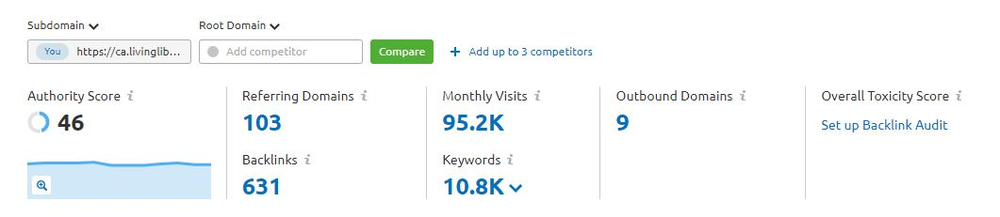 Subdomain Root Domain
You https://ca.livinglib... Add competitor Compare + Add up to 3 competitors
Authority Score i Referring Domains i Monthly Visits i Outbound Domains i Overall Toxicity Score i
46 103 95.2K 9 Set up Backlink Audit
Backlinks i Keywords i
631 10.8K